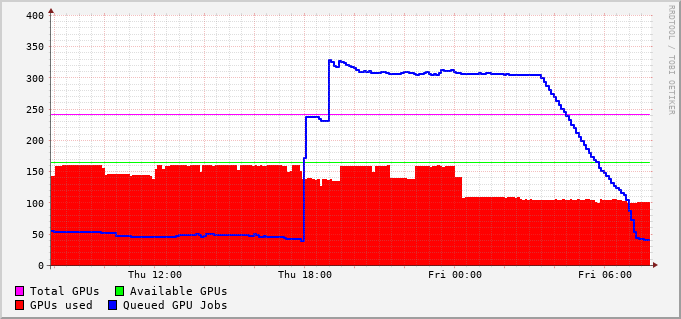 400
350
300
250
200
150
100
50
0
Thu 12:00 Thu 18:00 Fri 00:00 Fri 06:00
Total GPUs Available GPUs
GPUs used Queued GPU Jobs
RRDTOOL / TOBI OETIKER